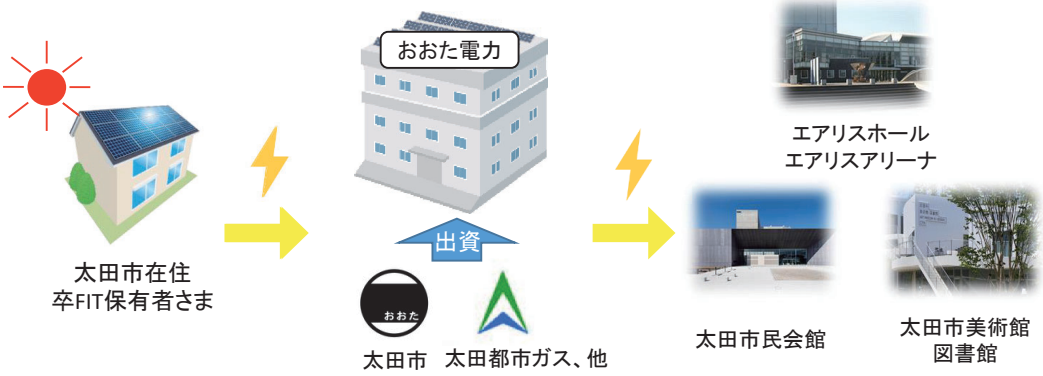 おおた電力
エアリスホール
エアリスアリーナ
出資
太田市在住
卒FIT保有者さま
おおた
太田市
太田都市ガス、他
太田市民会館
太田市美術館
図書館